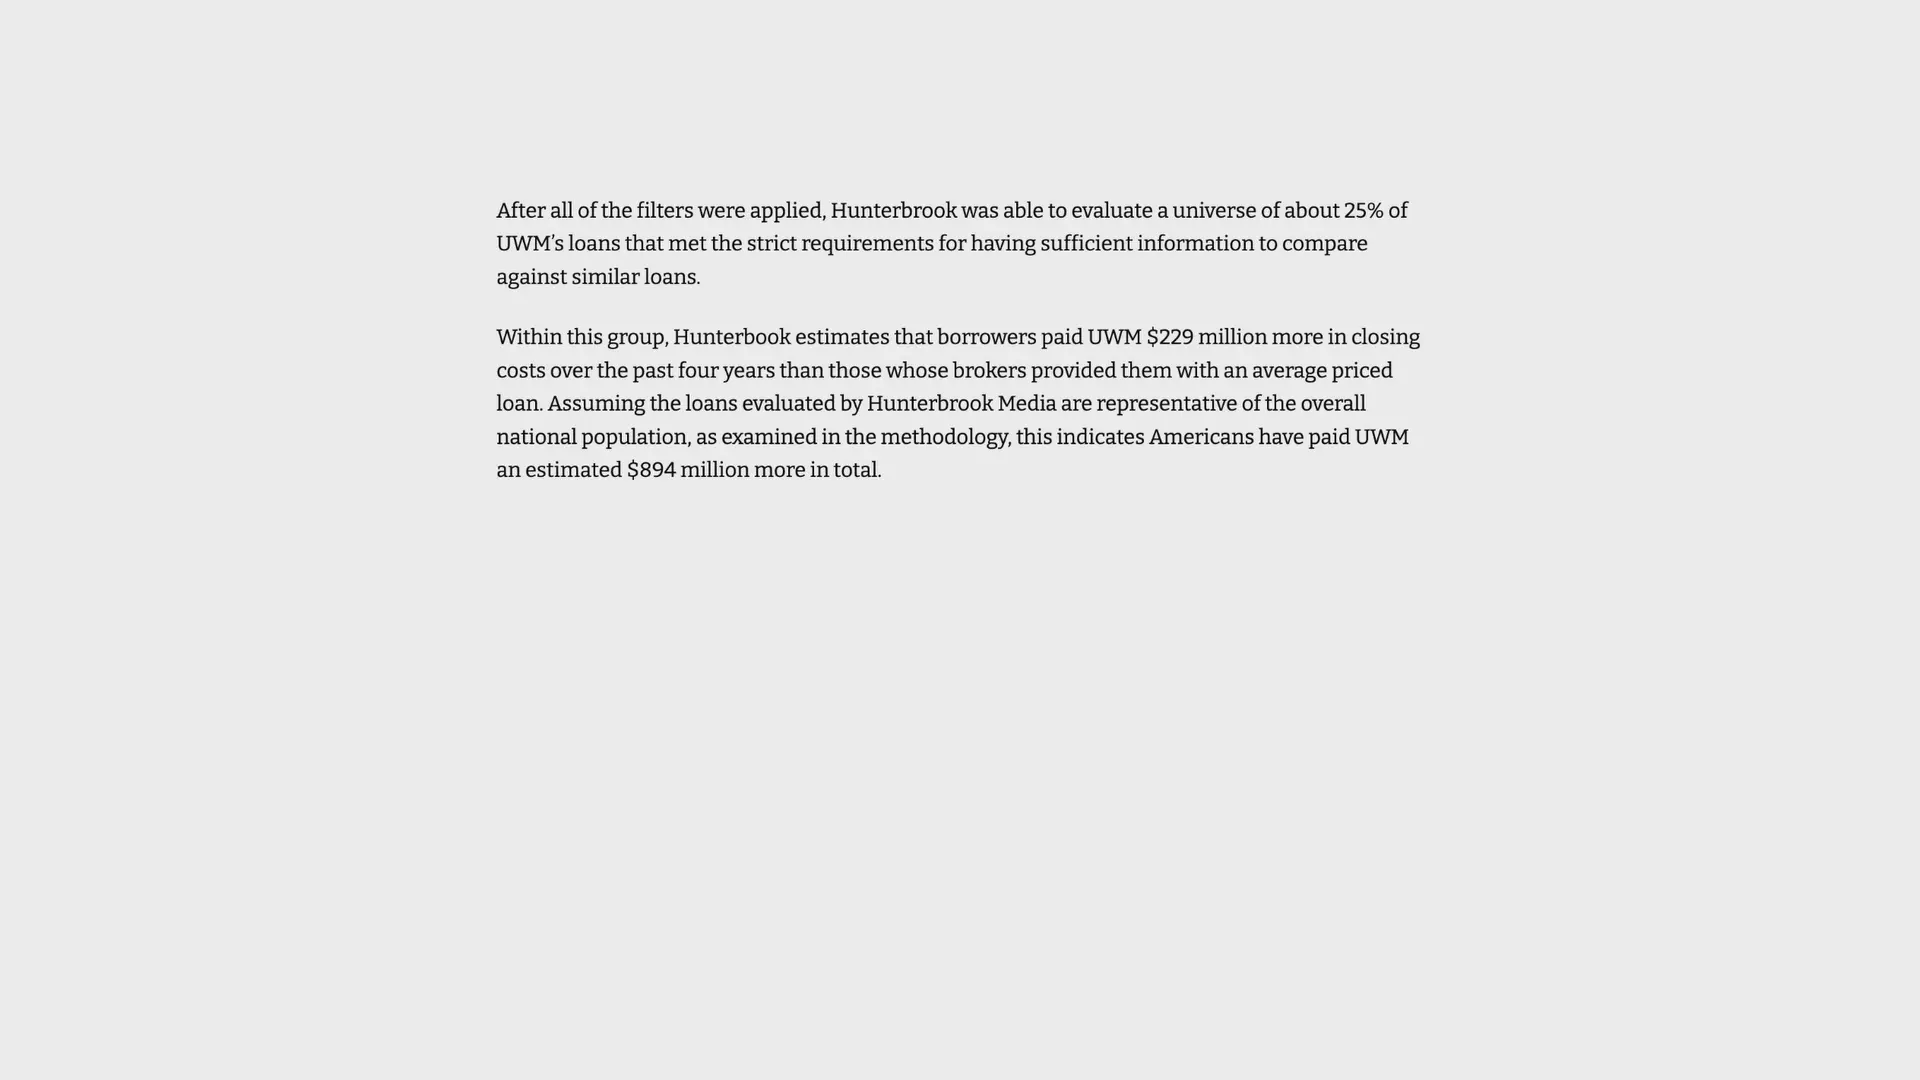 After all of the filters were applied, Hunterbrook was able to evaluate a universe of about 25% of
UWM’s loans that met the strict requirements for having sufficient information to compare
against similar loans.
Within this group, Hunterbook estimates that borrowers paid UWM $229 million more in closing
costs over the past four years than those whose brokers provided them with an average priced
loan. Assuming the loans evaluated by Hunterbrook Media are representative of the overall
national population, as examined in the methodology, this indicates Americans have paid UWM
an estimated $894 million more in total.